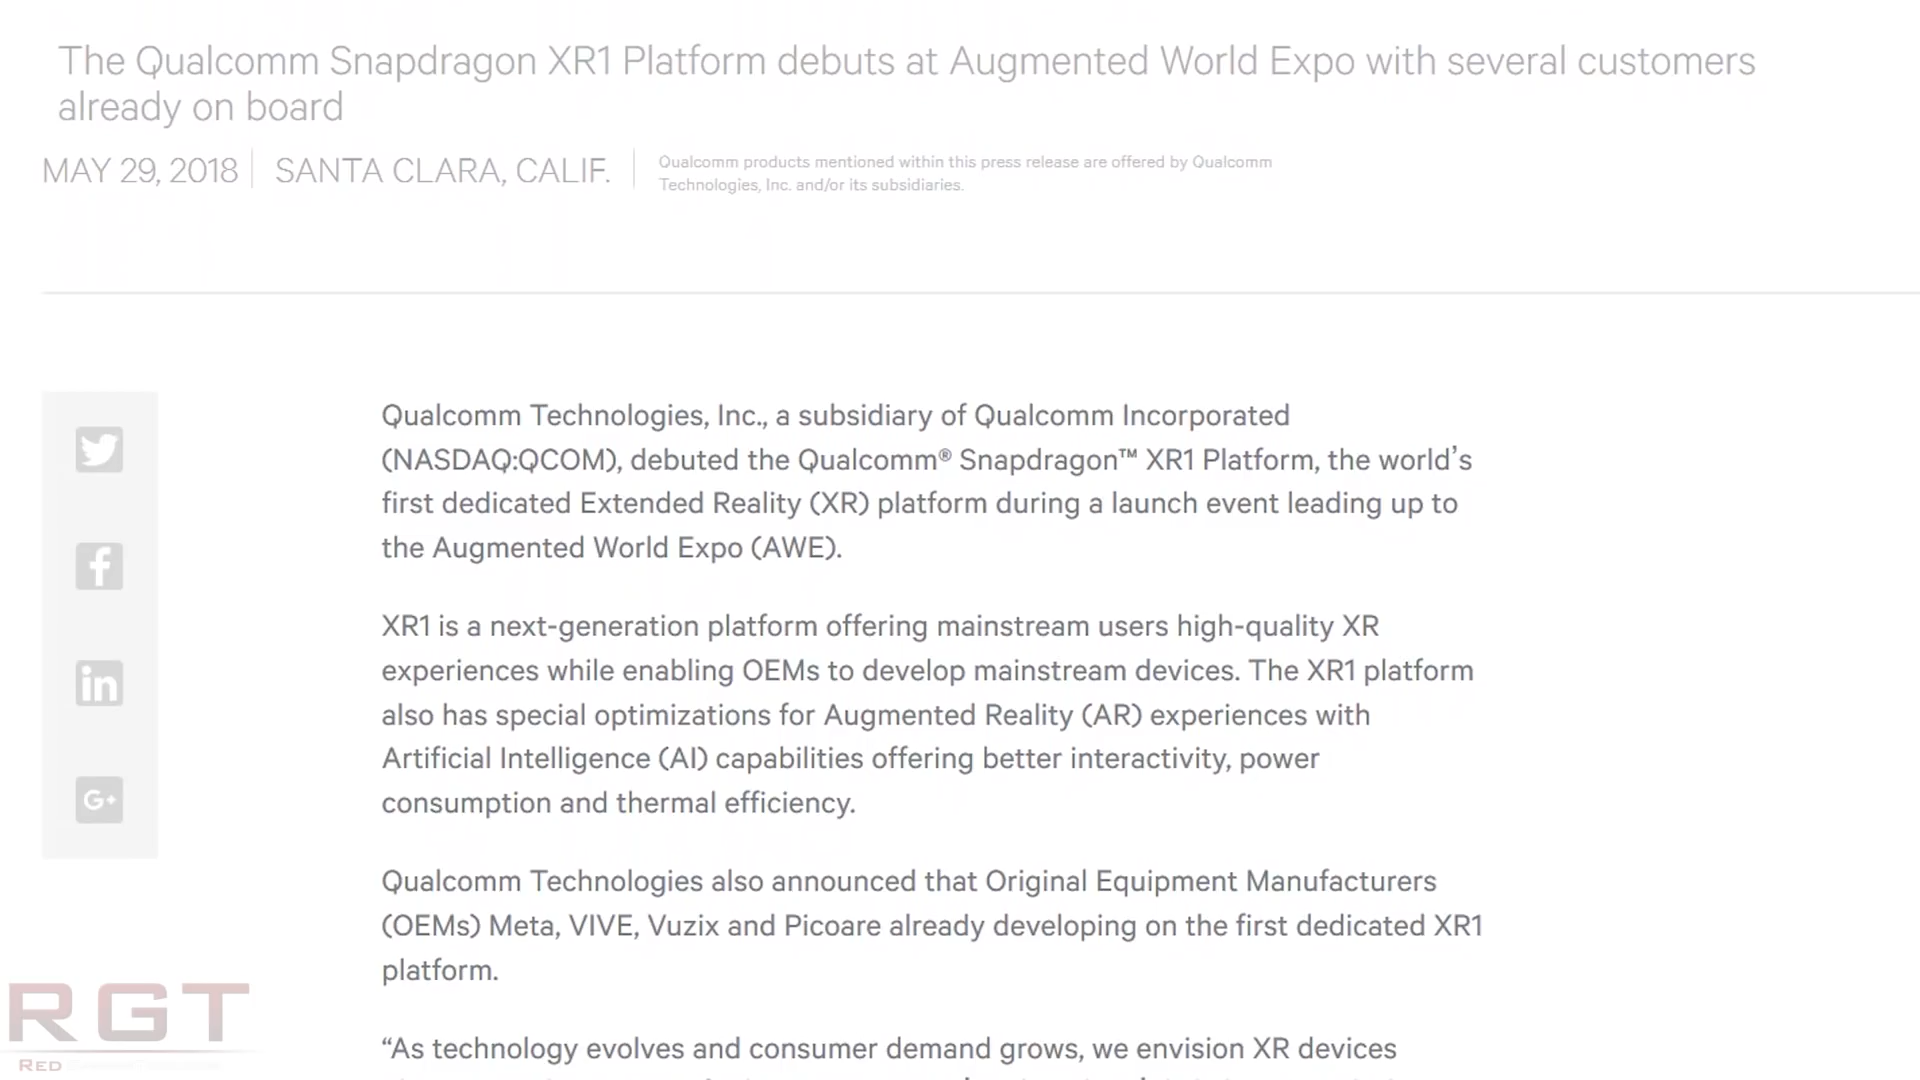 The Qualcomm Snapdragon XR1 Platform debuts at Augmented World Expo with several customers
already on board
MAY 29, 2018
SANTA CLARA, CALIF.
Qualcomm products mentioned within this press release are offered by Qualcomm
Technologies, Inc. and/or its subsidiaries.
Qualcomm Technologies, Inc., a subsidiary of Qualcomm Incorporated
(NASDAQ:QCOM), debuted the Qualcomm® Snapdragon™ XR1 Platform, the world's
first dedicated Extended Reality (XR) platform during a launch event leading up to
the Augmented World Expo (AWE).
XR1 is a next-generation platform offering mainstream users high-quality XR
experiences while enabling OEMs to develop mainstream devices. The XR1 platform
also has special optimizations for Augmented Reality (AR) experiences with
Artificial Intelligence (AI) capabilities offering better interactivity, power
consumption and thermal efficiency.
Qualcomm Technologies also announced that Original Equipment Manufacturers
(OEMs) Meta, VIVE, Vuzix and Picoare already developing on the first dedicated XR1
platform.
“As technology evolves and consumer demand grows, we envision XR devices
G+
RGT
RED